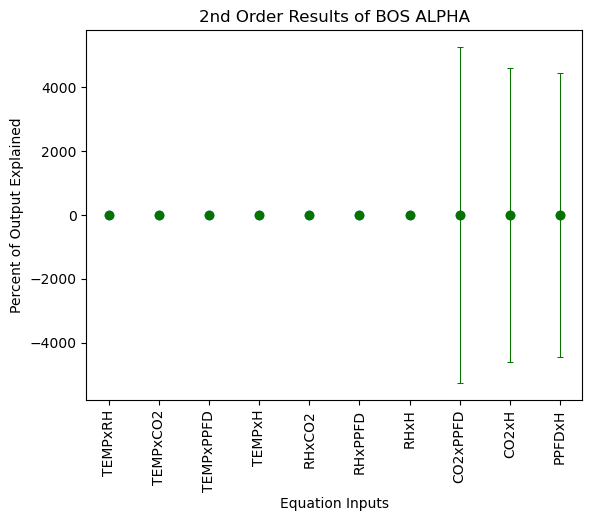 2nd Order Results of BOS ALPHA
Percent of Output Explained
4000
2000
0
−2000
−4000
TEMPxRH
TEMPxCO2
TEMPxPPFD
TEMPxH
RHxCO2
RHxPPFD
RHxH
CO2xPPFD
CO2xH
PPFDxH
Equation Inputs